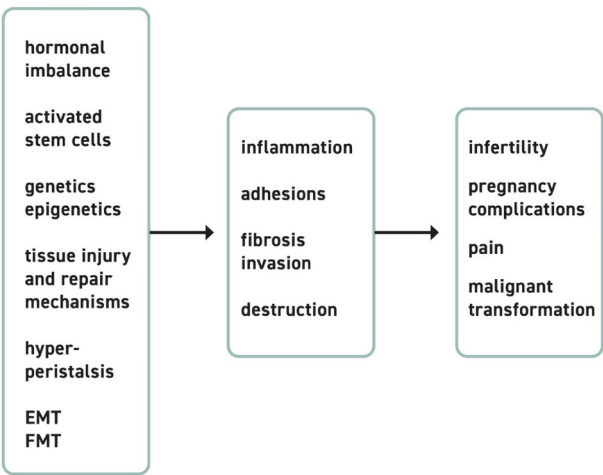 hormonal
imbalance
activated
stem cells
genetics
epigenetics
tissue injury
and repair
mechanisms
hyper-
peristalsis
EMT
FMT
inflammation
adhesions
fibrosis
invasion
destruction
infertility
pregnancy
complications
pain
malignant
transformation